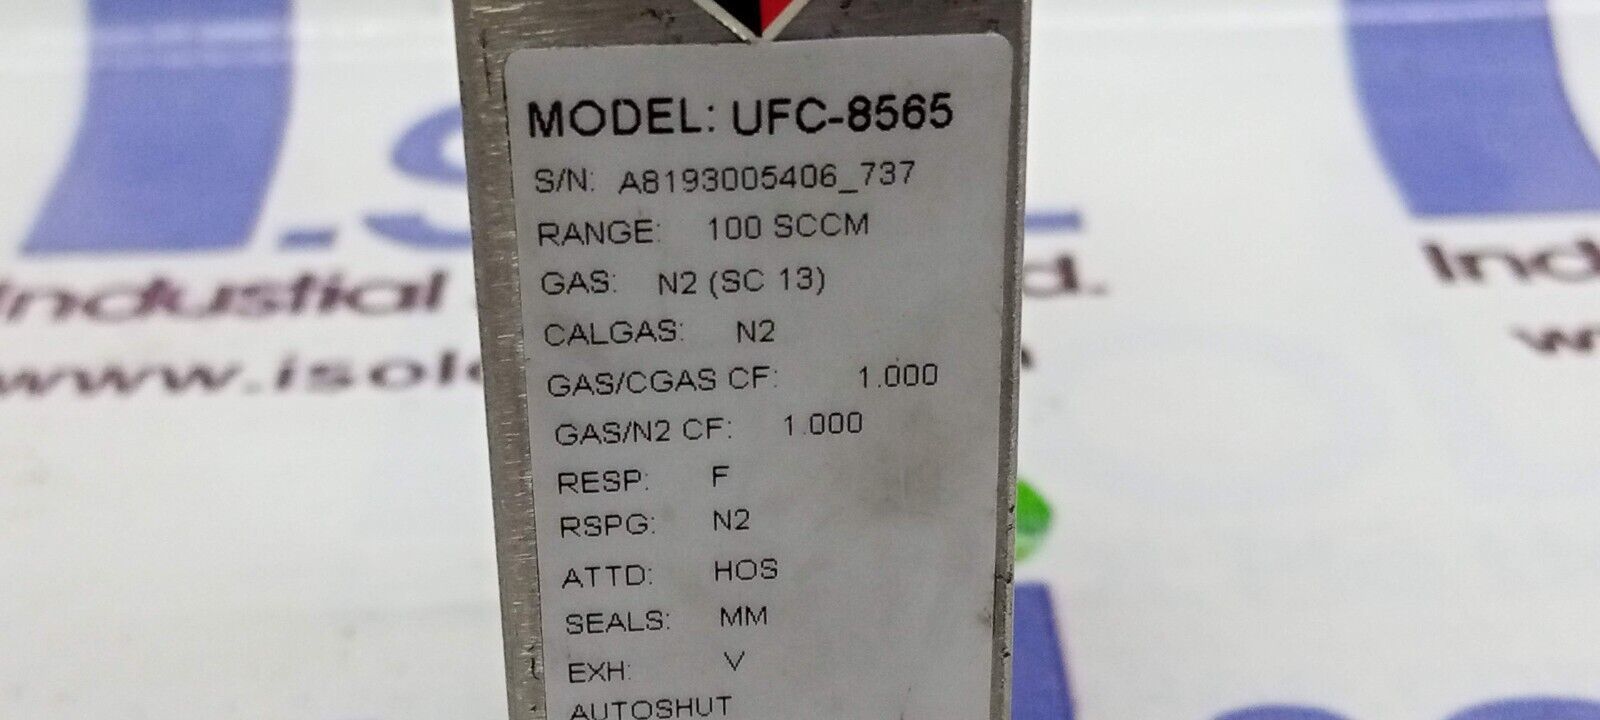 MODEL: UFC-8565
S/N: A8193005406_737
RANGE: 100 SCCM
GAS: N2 (SC 13)
CALGAS: N2
GAS/CGAS CF: 1.000
GAS/N2 CF: 1.000
RESP: F
RSPG: N2
ATTD: HOS
SEALS: MM
EXH: V
AUTOSHUT
Industial
www.isol
d.
Ind